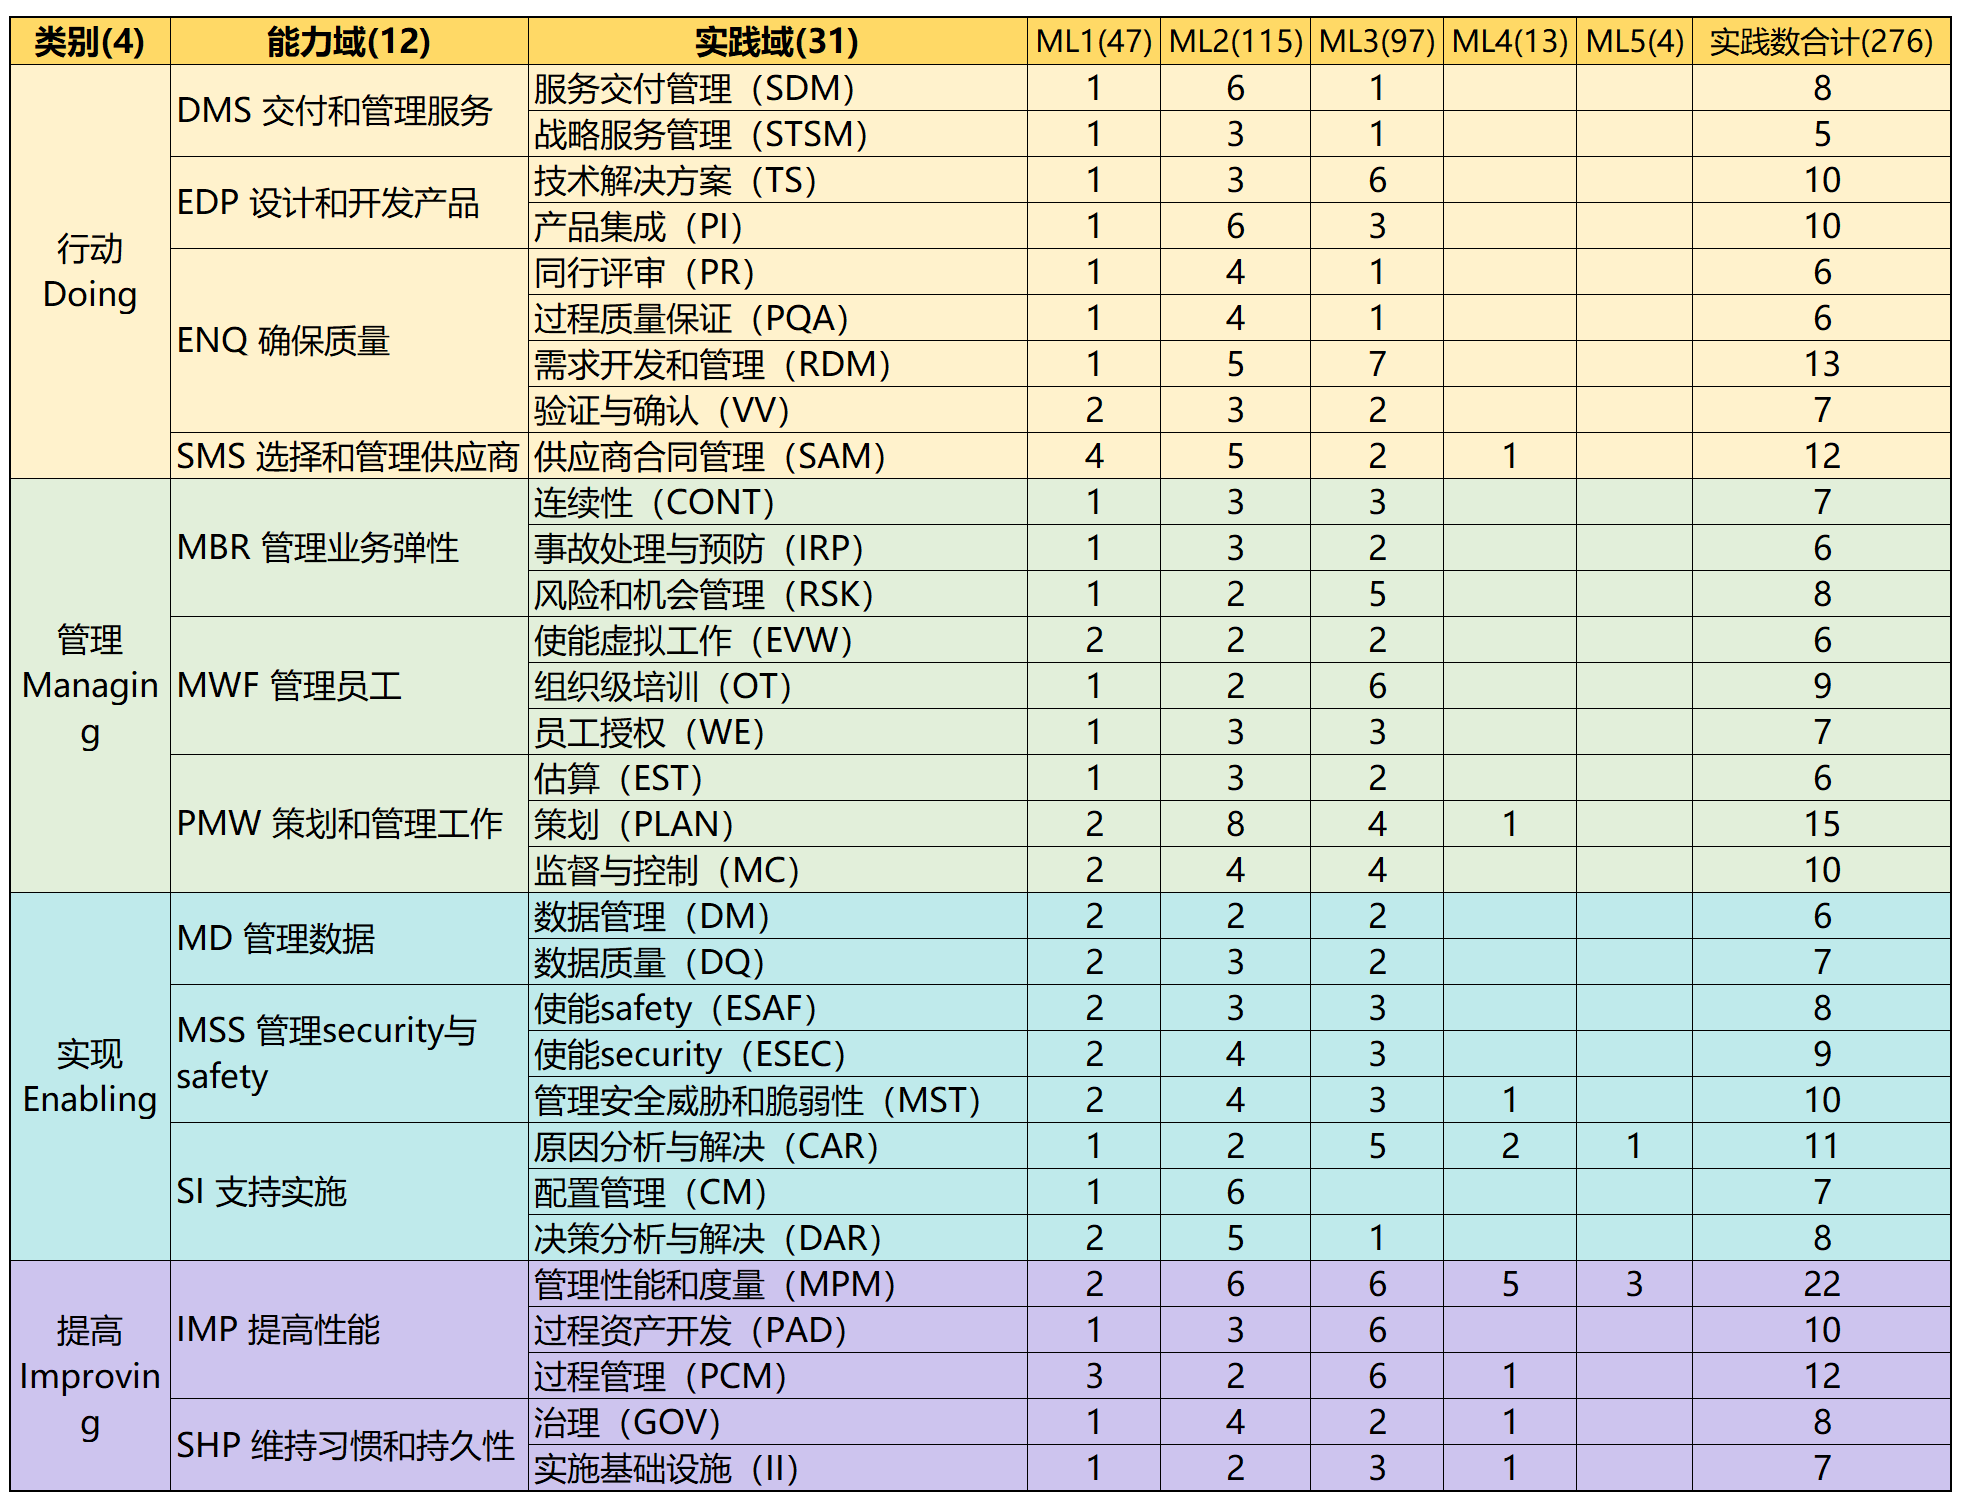 类别(4) 能力域(12) 实践域(31) ML1(47) ML2(115) ML3(97) ML4(13) ML5(4) 实践数合计(276)
行动
Doing
DMS 交付和管理服务
服务交付管理（SDM） 1 6 1 8
战略服务管理（STSM） 1 3 1 5
EDP 设计和开发产品
技术解决方案（TS） 1 3 6 10
产品集成（PI） 1 6 3 10
ENQ 确保质量
同行评审（PR） 1 4 1 6
过程质量保证（PQA） 1 4 1 6
需求开发和管理（RDM） 1 5 7 13
验证与确认（VV） 2 3 2 7
SMS 选择和管理供应商 供应商合同管理（SAM） 4 5 2 1 12
管理
Managin
g
MBR 管理业务弹性
连续性（CONT） 1 3 3 7
事故处理与预防（IRP） 1 3 2 6
风险和机会管理（RSK） 1 2 5 8
MWF 管理员工
使能虚拟工作（EVW） 2 2 2 6
组织级培训（OT） 1 2 6 9
员工授权（WE） 1 3 3 7
PMW 策划和管理工作
估算（EST） 1 3 2 6
策划（PLAN） 2 8 4 1 15
监督与控制（MC） 2 4 4 10
实现
Enabling
MD 管理数据
数据管理（DM） 2 2 2 6
数据质量（DQ） 2 3 2 7
MSS 管理security与
safety
使能safety（ESAF） 2 3 3 8
使能security（ESEC） 2 4 3 9
管理安全威胁和脆弱性（MST） 2 4 3 1 10
SI 支持实施
原因分析与解决（CAR） 1 2 5 2 1 11
配置管理（CM） 1 6 7
决策分析与解决（DAR） 2 5 1 8
提高
Improvin
g
IMP 提高性能
管理性能和度量（MPM） 2 6 6 5 3 22
过程资产开发（PAD） 1 3 6 10
过程管理（PCM） 3 2 6 1 12
SHP 维持习惯和持久性
治理（GOV） 1 4 2 1 8
实施基础设施（II） 1 2 3 1 7